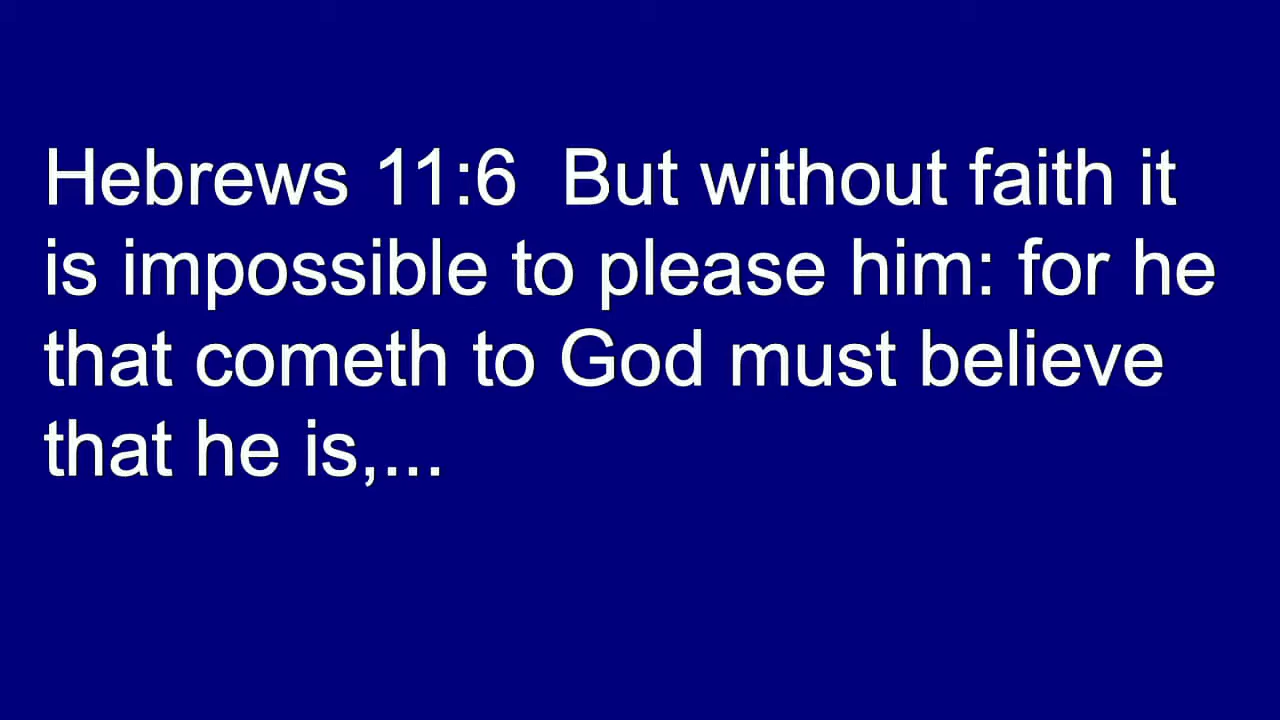 Hebrews 11:6  But without faith it
is impossible to please him: for he
that cometh to God must believe
that he is,...